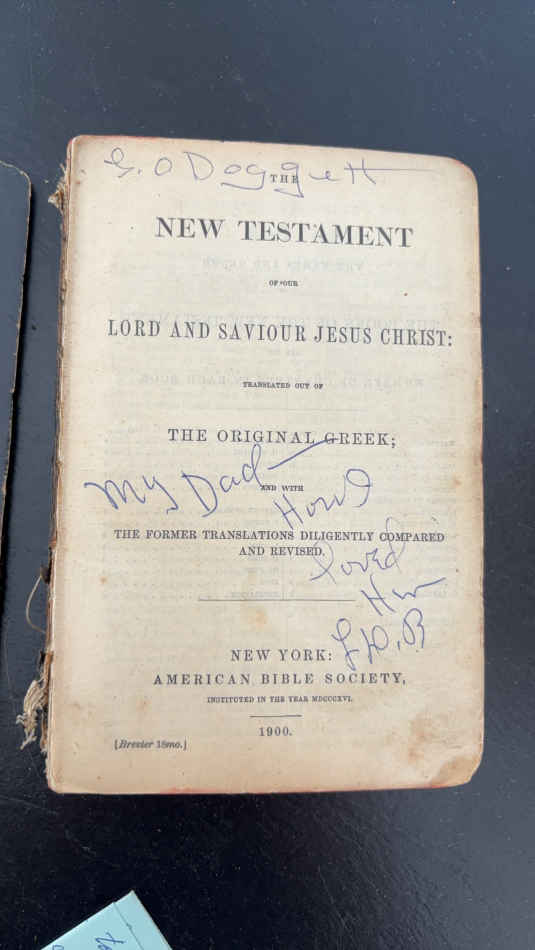 G. O Doggett
THE
NEW TESTAMENT
OF OUR
LORD AND SAVIOUR JESUS CHRIST:
TRANSLATED OUT OF
THE ORIGINAL GREEK;
My Dad—
AND WITH
How I
THE FORMER TRANSLATIONS DILIGENTLY COMPARED
AND REVISED.
loved
Him
NEW YORK:
AMERICAN BIBLE SOCIETY,
INSTITUTED IN THE YEAR MDCCCXVI.
1900.
[Brevier 18mo.]